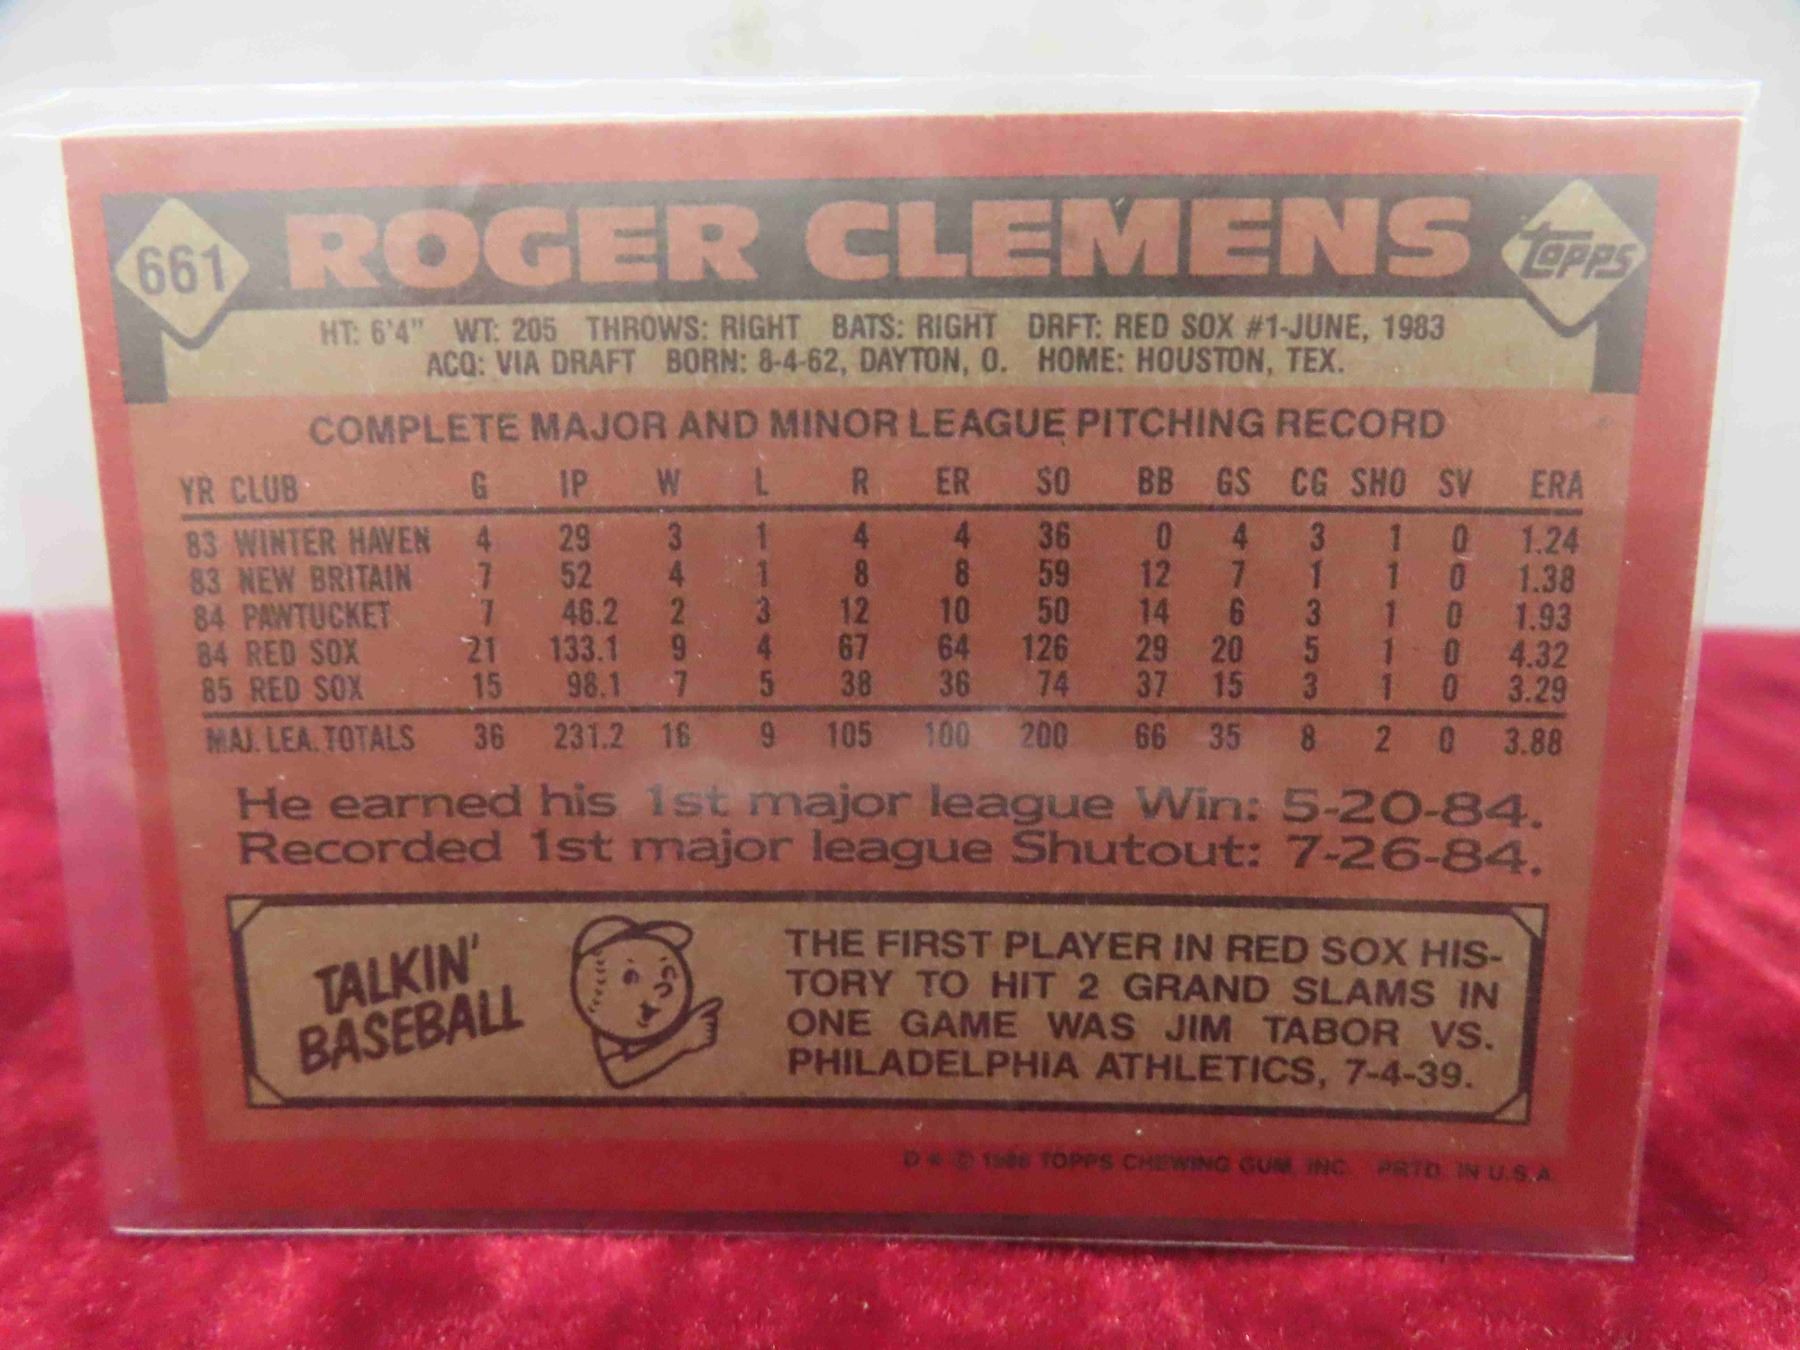 661 ROGER CLEMENS TOPPS
HT: 6'4" WT: 205 THROWS: RIGHT BATS: RIGHT DRFT: RED SOX #1-JUNE, 1983
ACQ: VIA DRAFT BORN: 8-4-62, DAYTON, O. HOME: HOUSTON, TEX.
COMPLETE MAJOR AND MINOR LEAGUE PITCHING RECORD
YR CLUB G IP W L R ER SO BB GS CG SHO SV ERA
83 WINTER HAVEN 4 29 3 1 4 4 36 0 4 3 1 0 1.24
83 NEW BRITAIN 7 52 4 1 8 8 59 12 7 1 1 0 1.38
84 PAWTUCKET 7 46.2 2 3 12 10 50 14 6 3 1 0 1.93
84 RED SOX 21 133.1 9 4 67 64 126 29 20 5 1 0 4.32
85 RED SOX 15 98.1 7 5 38 36 74 37 15 3 1 0 3.29
MAJ. LEA. TOTALS 36 231.2 16 9 105 100 200 66 35 8 2 0 3.88
He earned his 1st major league Win: 5-20-84.
Recorded 1st major league Shutout: 7-26-84.
TALKIN'
BASEBALL
THE FIRST PLAYER IN RED SOX HIS-
TORY TO HIT 2 GRAND SLAMS IN
ONE GAME WAS JIM TABOR VS.
PHILADELPHIA ATHLETICS, 7-4-39.
D * © 1986 TOPPS CHEWING GUM, INC. PRTD. IN U.S.A.